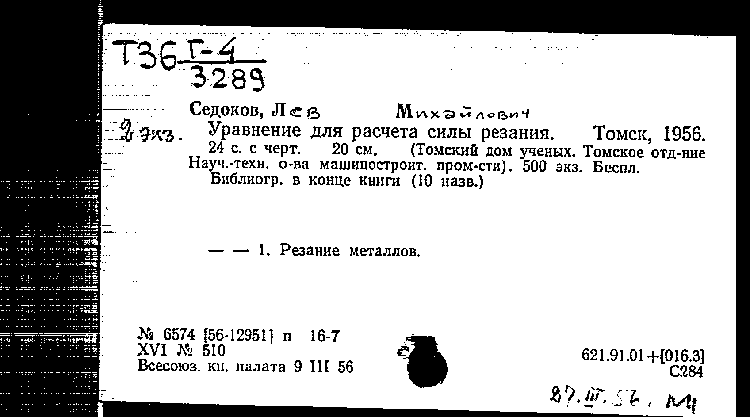 Т36 Г-4
3289
Седоков, Лев Михайлович
2 экз.
Уравнение для расчета силы резания. Томск, 1956.
24 с. с черт. 20 см. (Томский дом ученых. Томское отд-ние
Науч.-техн. о-ва машиностроит. пром-сти). 500 экз. Беспл.
Библиогр. в конце книги (10 назв.)
— — 1. Резание металлов.
№ 6574 [56-12951] п 16-7
XVI № 510
Всесоюз. кн. палата 9 III 56
621.91.01+[016.3]
С284
27.III.56.